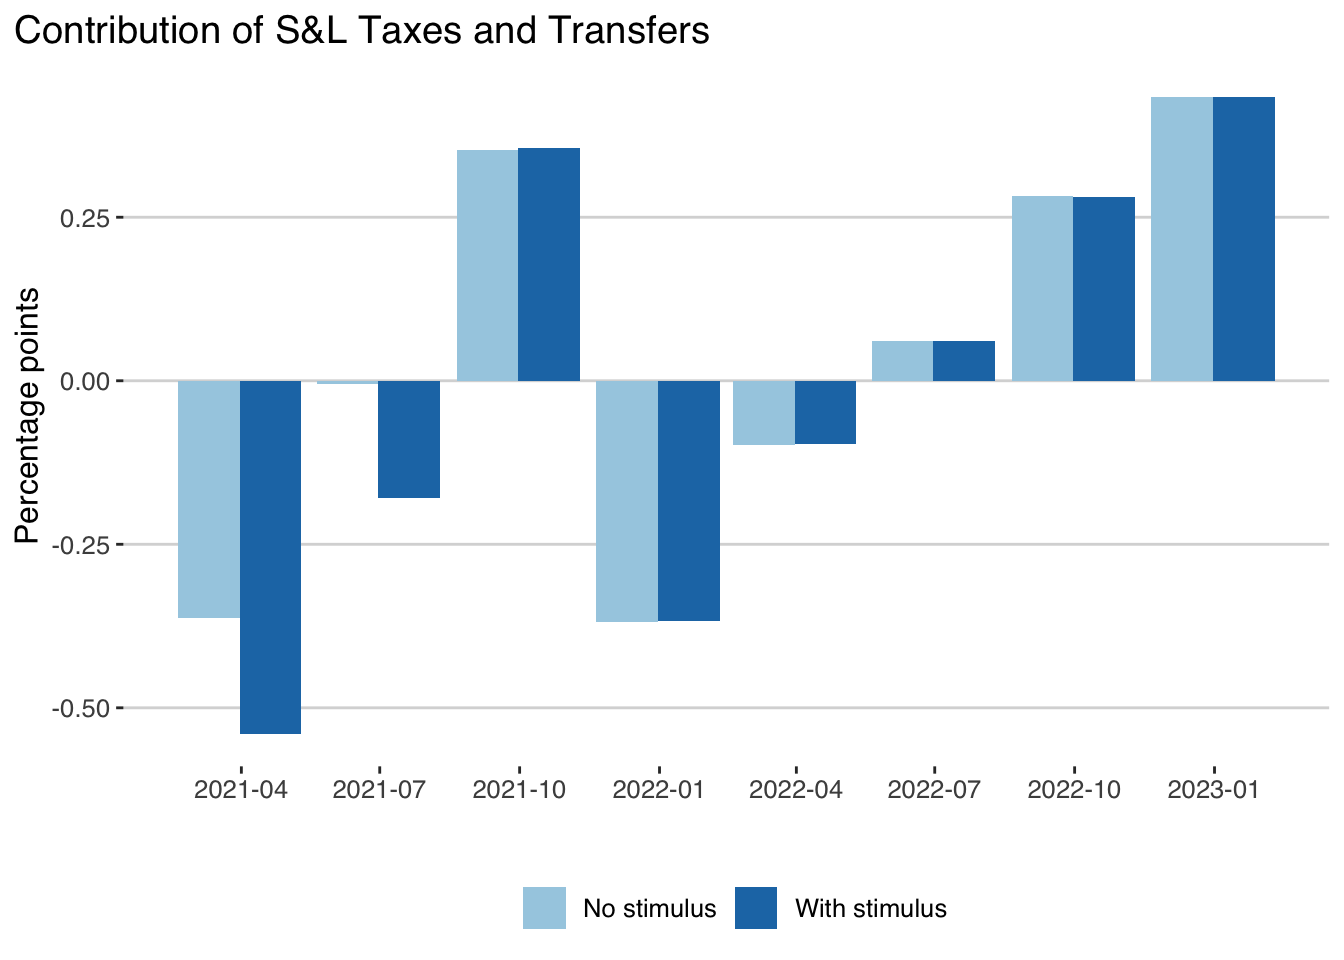 Contribution of S&L Taxes and Transfers
Percentage points
0.25
0.00
-0.25
-0.50
2021-04 2021-07 2021-10 2022-01 2022-04 2022-07 2022-10 2023-01
No stimulus With stimulus